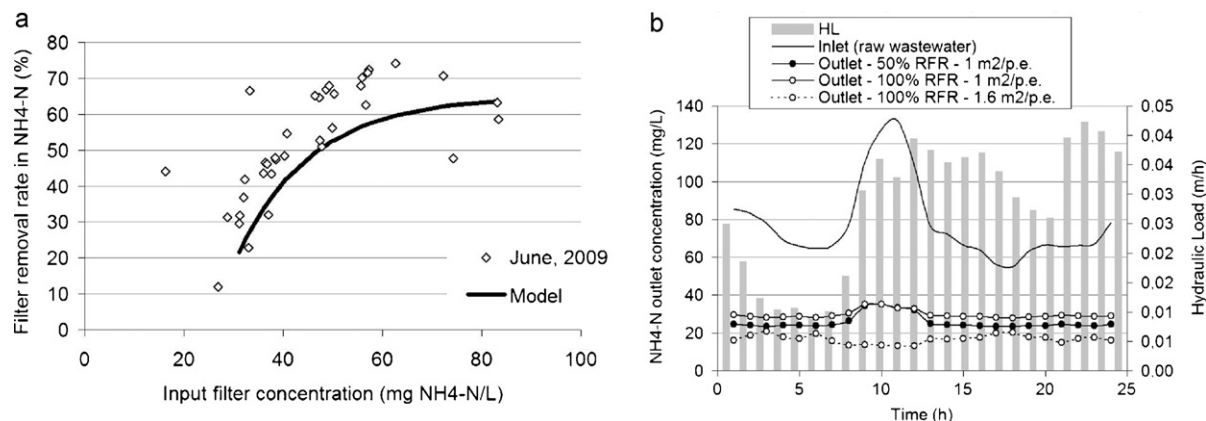 a
Filter removal rate in NH4-N (%)
80
70
60
50
40
30
20
10
0
0 20 40 60 80 100
Input filter concentration (mg NH4-N/L)
June, 2009
Model
b
HL
Inlet (raw wastewater)
Outlet - 50% RFR - 1 m2/p.e.
Outlet - 100% RFR - 1 m2/p.e.
Outlet - 100% RFR - 1.6 m2/p.e.
NH4-N outlet concentration (mg/L)
140
120
100
80
60
40
20
0
0 5 10 15 20 25
Time (h)
0.05
0.04
0.04
0.03
0.03
0.02
0.02
0.01
0.01
0.00
Hydraulic Load (m/h)